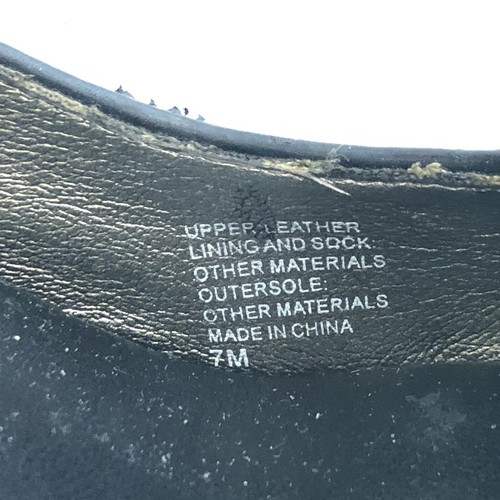 UPPER: LEATHER
LINING AND SOCK:
OTHER MATERIALS
OUTERSOLE:
OTHER MATERIALS
MADE IN CHINA
7M